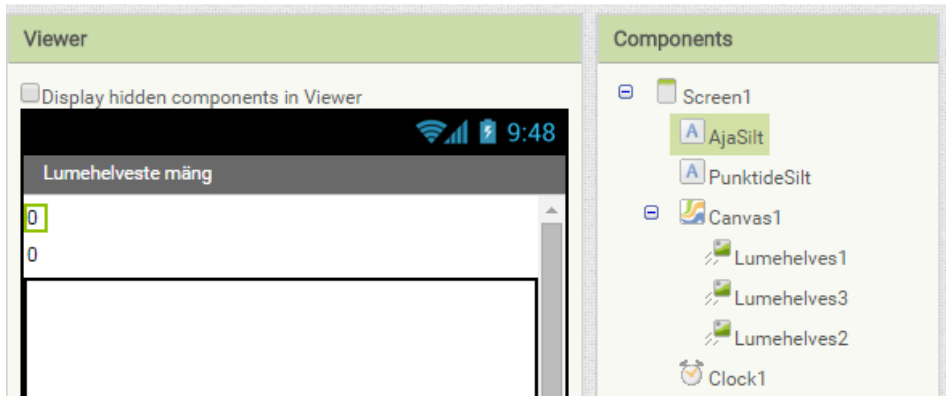 Viewer
Display hidden components in Viewer
9:48
Lumehelveste mäng
0
0
Components
Screen1
A AjaSilt
A PunktideSilt
Canvas1
Lumehelves1
Lumehelves3
Lumehelves2
Clock1